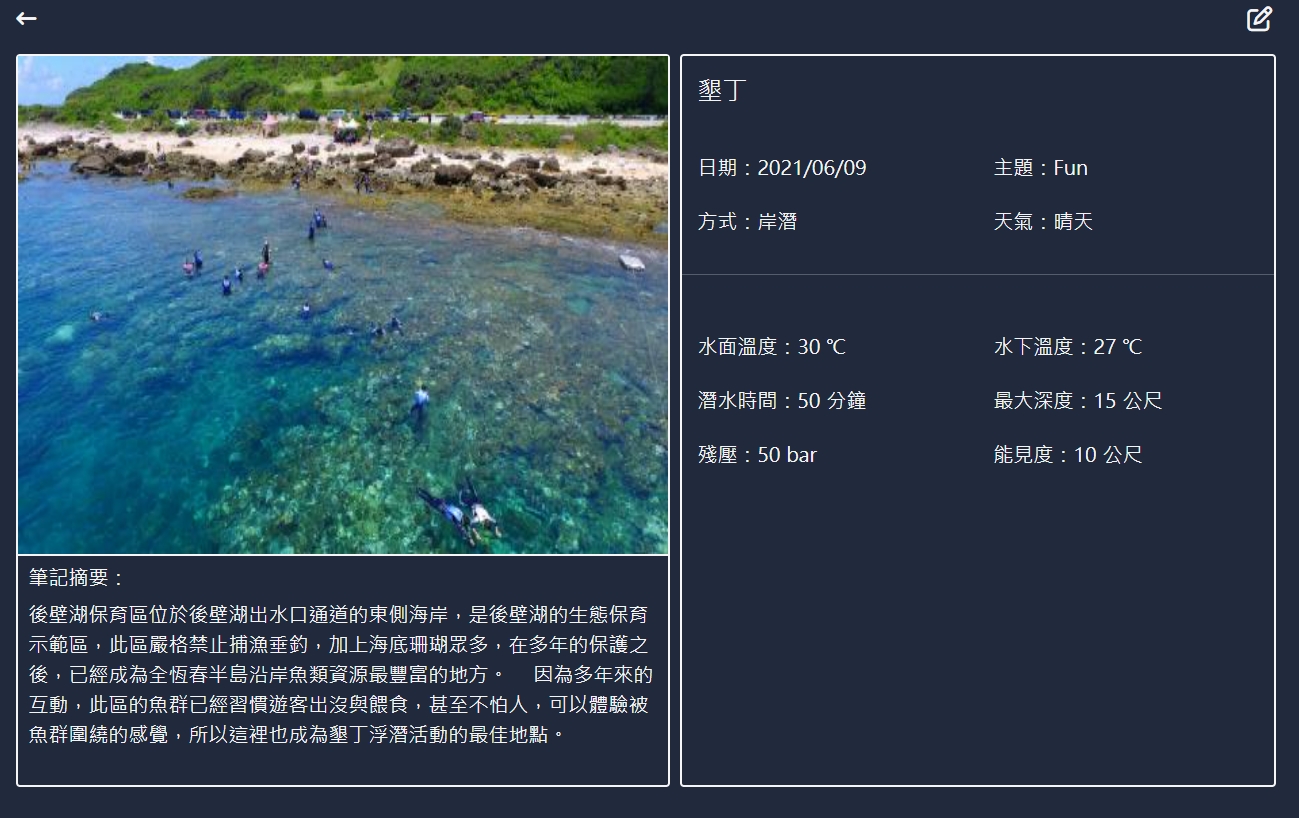 墾丁
日期：2021/06/09
主題：Fun
方式：岸潛
天氣：晴天
水面溫度：30 ℃
水下溫度：27 ℃
潛水時間：50 分鐘
最大深度：15 公尺
殘壓：50 bar
能見度：10 公尺
筆記摘要：
後壁湖保育區位於後壁湖出水口通道的東側海岸，是後壁湖的生態保育
示範區，此區嚴格禁止捕漁垂釣，加上海底珊瑚眾多，在多年的保護之
後，已經成為全恆春半島沿岸魚類資源最豐富的地方。 因為多年來的
互動，此區的魚群已經習慣遊客出沒與餵食，甚至不怕人，可以體驗被
魚群圍繞的感覺，所以這裡也成為墾丁浮潛活動的最佳地點。